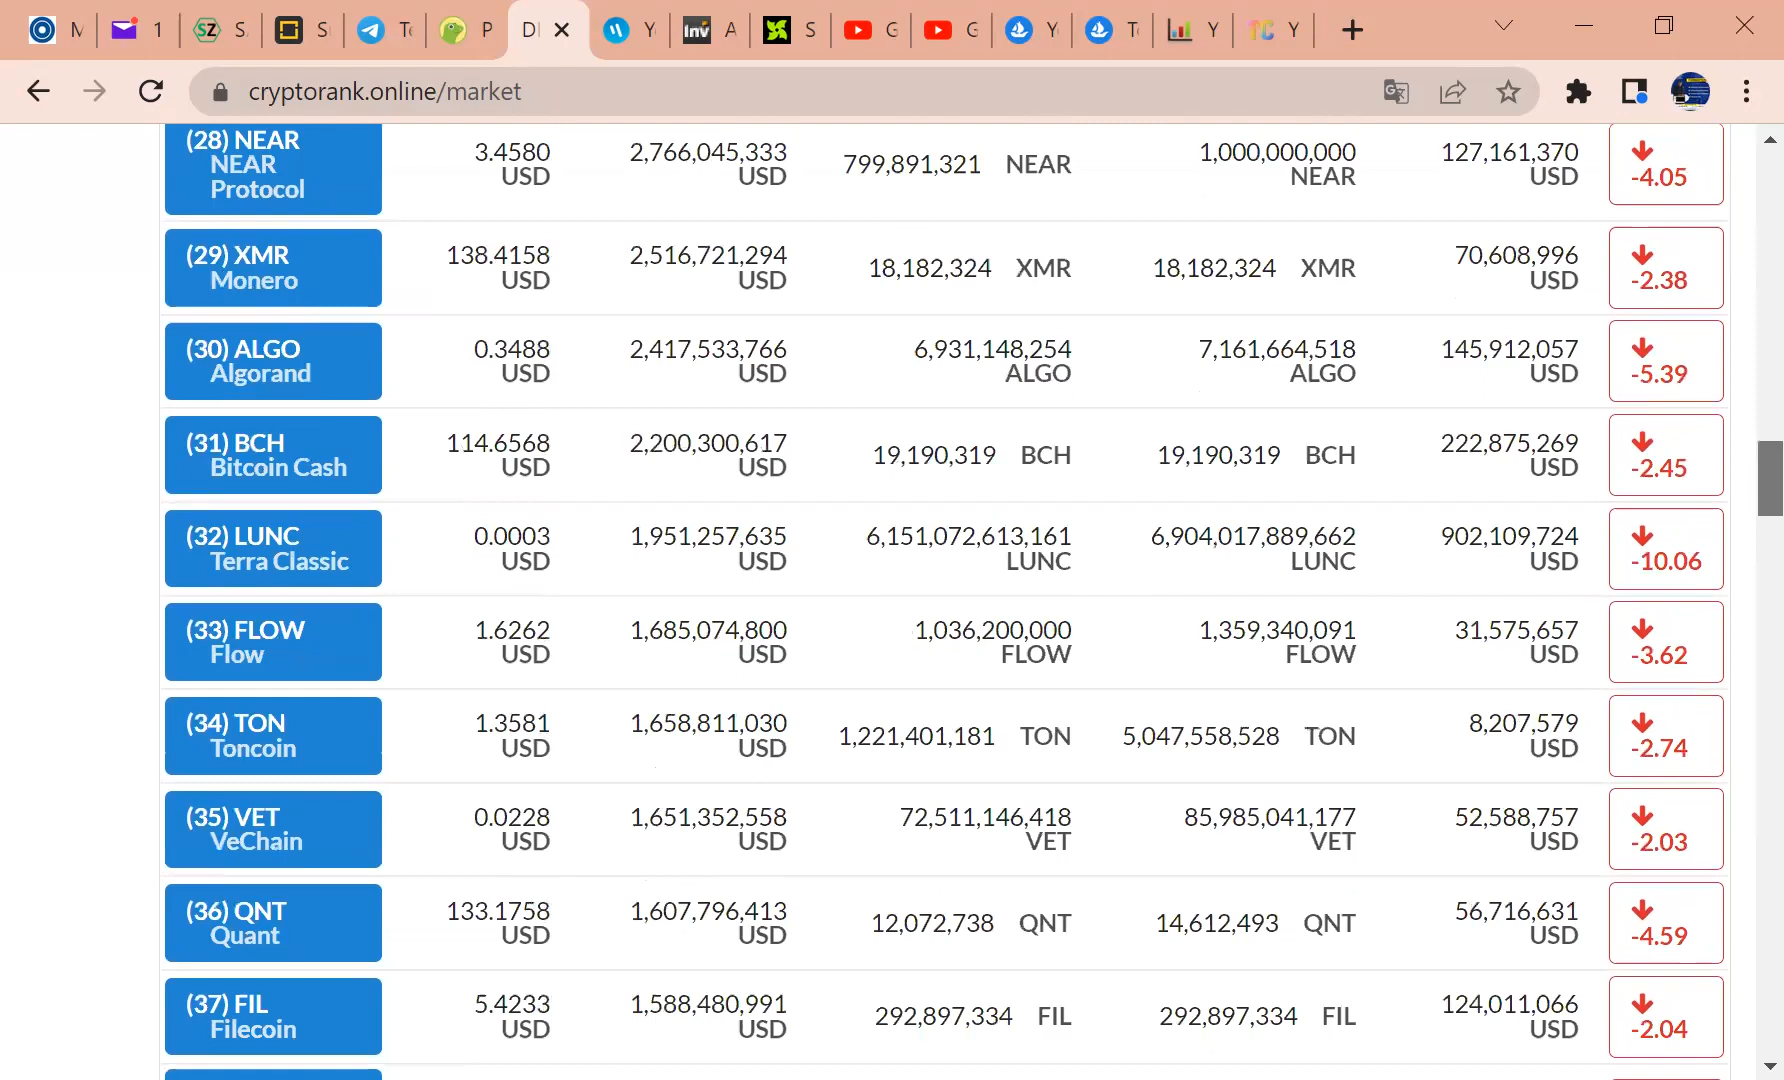 M
1
SZ
S
S
Te
P
DI
Y
Inv
A
S
G
G
Y
To
Y
TC
Y
cryptorank.online/market
(28) NEAR
NEAR
Protocol
3.4580
USD
2,766,045,333
USD
799,891,321 NEAR
1,000,000,000
NEAR
127,161,370
USD
-4.05
(29) XMR
Monero
138.4158
USD
2,516,721,294
USD
18,182,324 XMR
18,182,324 XMR
70,608,996
USD
-2.38
(30) ALGO
Algorand
0.3488
USD
2,417,533,766
USD
6,931,148,254
ALGO
7,161,664,518
ALGO
145,912,057
USD
-5.39
(31) BCH
Bitcoin Cash
114.6568
USD
2,200,300,617
USD
19,190,319 BCH
19,190,319 BCH
222,875,269
USD
-2.45
(32) LUNC
Terra Classic
0.0003
USD
1,951,257,635
USD
6,151,072,613,161
LUNC
6,904,017,889,662
LUNC
902,109,724
USD
-10.06
(33) FLOW
Flow
1.6262
USD
1,685,074,800
USD
1,036,200,000
FLOW
1,359,340,091
FLOW
31,575,657
USD
-3.62
(34) TON
Toncoin
1.3581
USD
1,658,811,030
USD
1,221,401,181 TON
5,047,558,528 TON
8,207,579
USD
-2.74
(35) VET
VeChain
0.0228
USD
1,651,352,558
USD
72,511,146,418
VET
85,985,041,177
VET
52,588,757
USD
-2.03
(36) QNT
Quant
133.1758
USD
1,607,796,413
USD
12,072,738 QNT
14,612,493 QNT
56,716,631
USD
-4.59
(37) FIL
Filecoin
5.4233
USD
1,588,480,991
USD
292,897,334 FIL
292,897,334 FIL
124,011,066
USD
-2.04